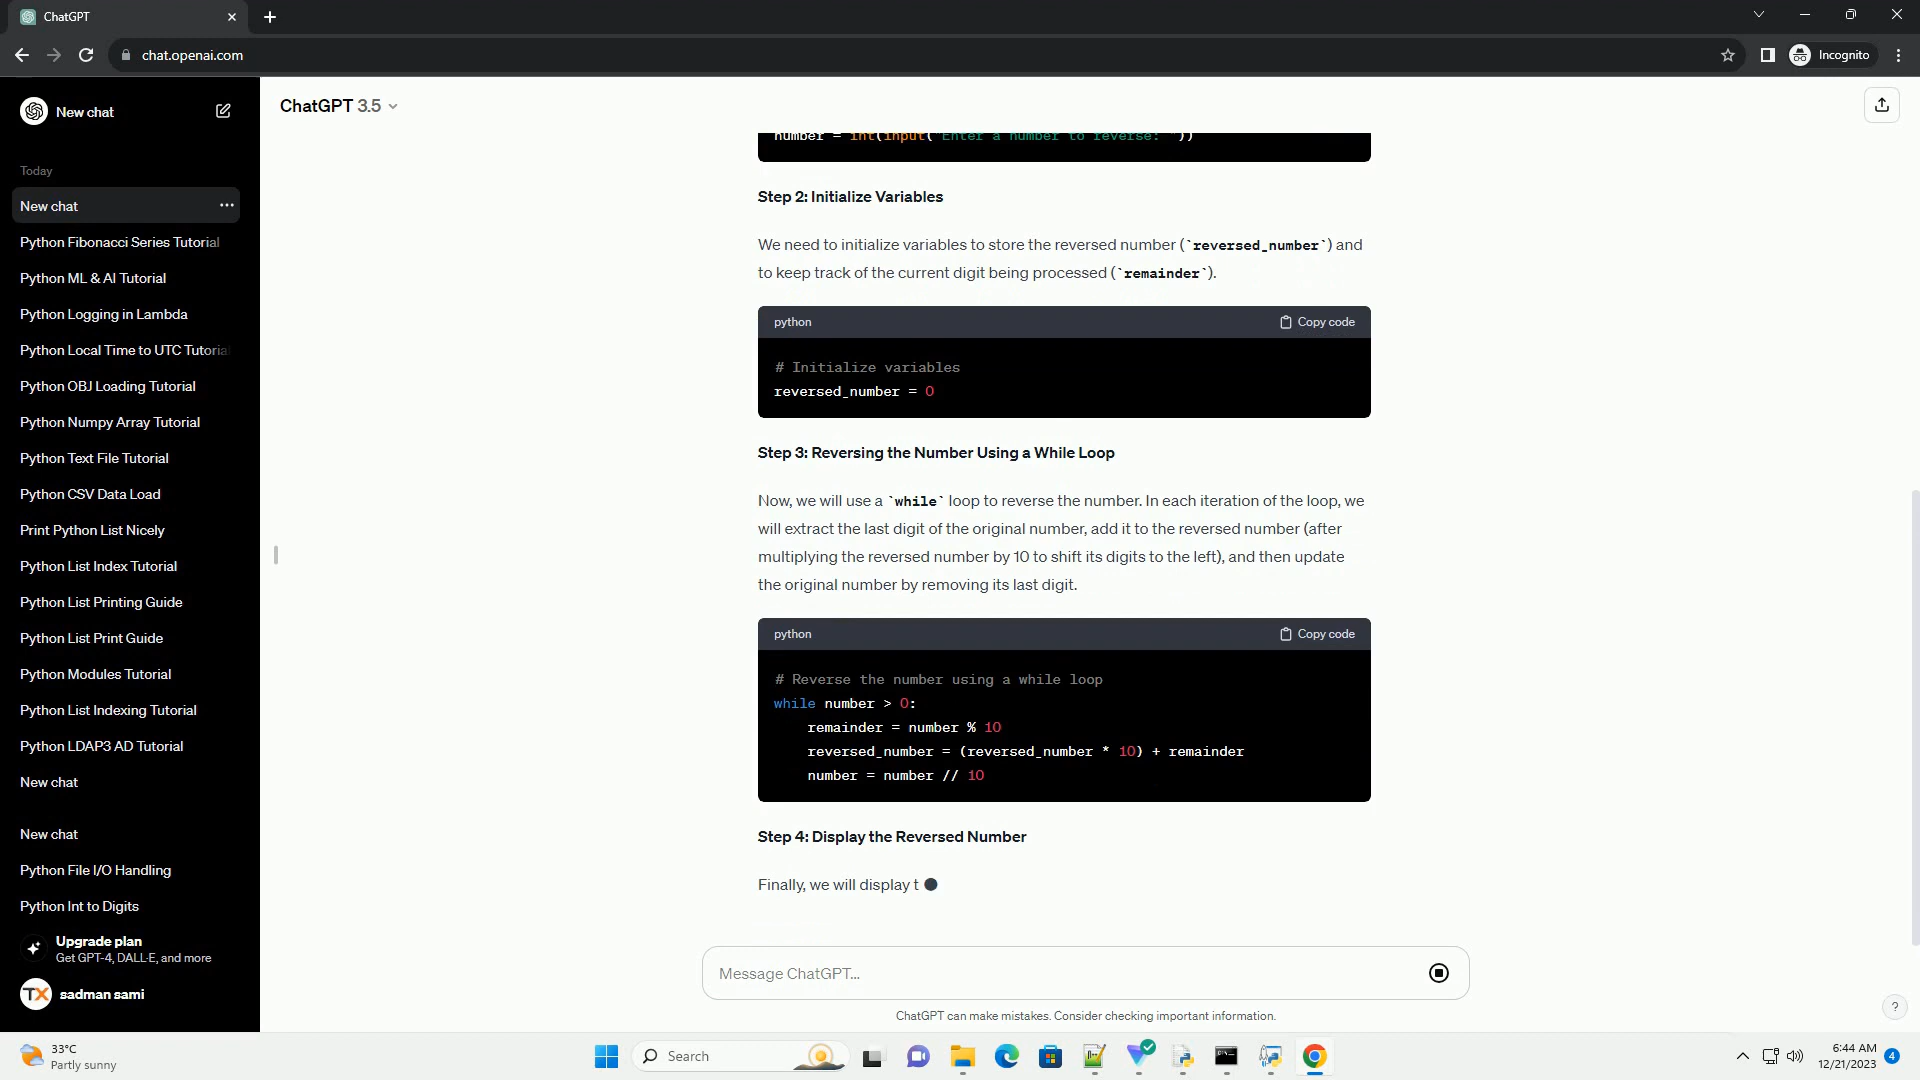 ChatGPT
chat.openai.com
Incognito
New chat
ChatGPT 3.5
Today
New chat
Python Fibonacci Series Tutorial
Python ML & AI Tutorial
Python Logging in Lambda
Python Local Time to UTC Tutoria
Python OBJ Loading Tutorial
Python Numpy Array Tutorial
Python Text File Tutorial
Python CSV Data Load
Print Python List Nicely
Python List Index Tutorial
Python List Printing Guide
Python List Print Guide
Python Modules Tutorial
Python List Indexing Tutorial
Python LDAP3 AD Tutorial
New chat
New chat
Python File I/O Handling
Python Int to Digits
Upgrade plan
Get GPT-4, DALL·E, and more
TX sadman sami
number = int(input("Enter a number to reverse: "))
Step 2: Initialize Variables
We need to initialize variables to store the reversed number (`reversed_number`) and
to keep track of the current digit being processed (`remainder`).
python Copy code
# Initialize variables
reversed_number = 0
Step 3: Reversing the Number Using a While Loop
Now, we will use a `while` loop to reverse the number. In each iteration of the loop, we
will extract the last digit of the original number, add it to the reversed number (after
multiplying the reversed number by 10 to shift its digits to the left), and then update
the original number by removing its last digit.
python Copy code
# Reverse the number using a while loop
while number > 0:
remainder = number % 10
reversed_number = (reversed_number * 10) + remainder
number = number // 10
Step 4: Display the Reversed Number
Finally, we will display t
Message ChatGPT...
ChatGPT can make mistakes. Consider checking important information.
?
33°C
Partly sunny
Search
6:44 AM
12/21/2023
4